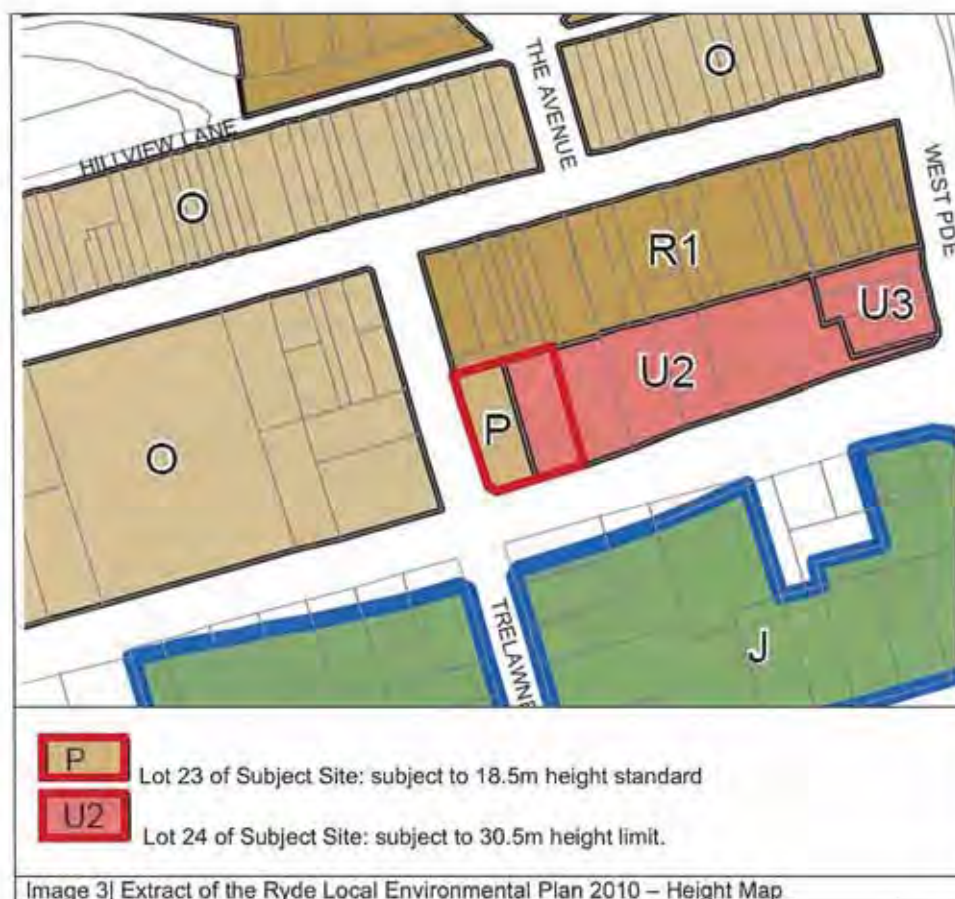 O
THE AVENUE
HILLVIEW LANE
O
WEST PDE
R1
U3
U2
P
O
TRELAWNE
J
P
Lot 23 of Subject Site: subject to 18.5m height standard
U2
Lot 24 of Subject Site: subject to 30.5m height limit.
Image 3| Extract of the Ryde Local Environmental Plan 2010 – Height Map